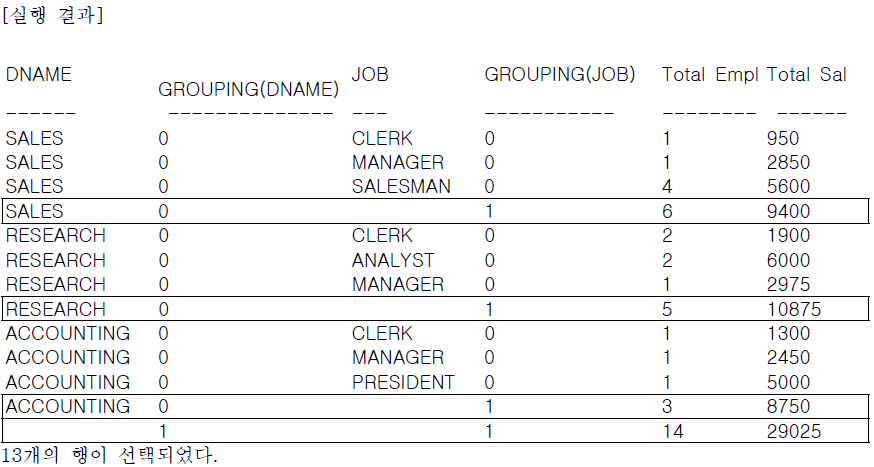 [실행 결과]
DNAME GROUPING(DNAME) JOB GROUPING(JOB) Total Empl Total Sal
------ -------------- --- ----------- -------- ------
SALES 0 CLERK 0 1 950
SALES 0 MANAGER 0 1 2850
SALES 0 SALESMAN 0 4 5600
SALES 0 1 6 9400
RESEARCH 0 CLERK 0 2 1900
RESEARCH 0 ANALYST 0 2 6000
RESEARCH 0 MANAGER 0 1 2975
RESEARCH 0 1 5 10875
ACCOUNTING 0 CLERK 0 1 1300
ACCOUNTING 0 MANAGER 0 1 2450
ACCOUNTING 0 PRESIDENT 0 1 5000
ACCOUNTING 0 1 3 8750
1 1 14 29025
13개의 행이 선택되었다.